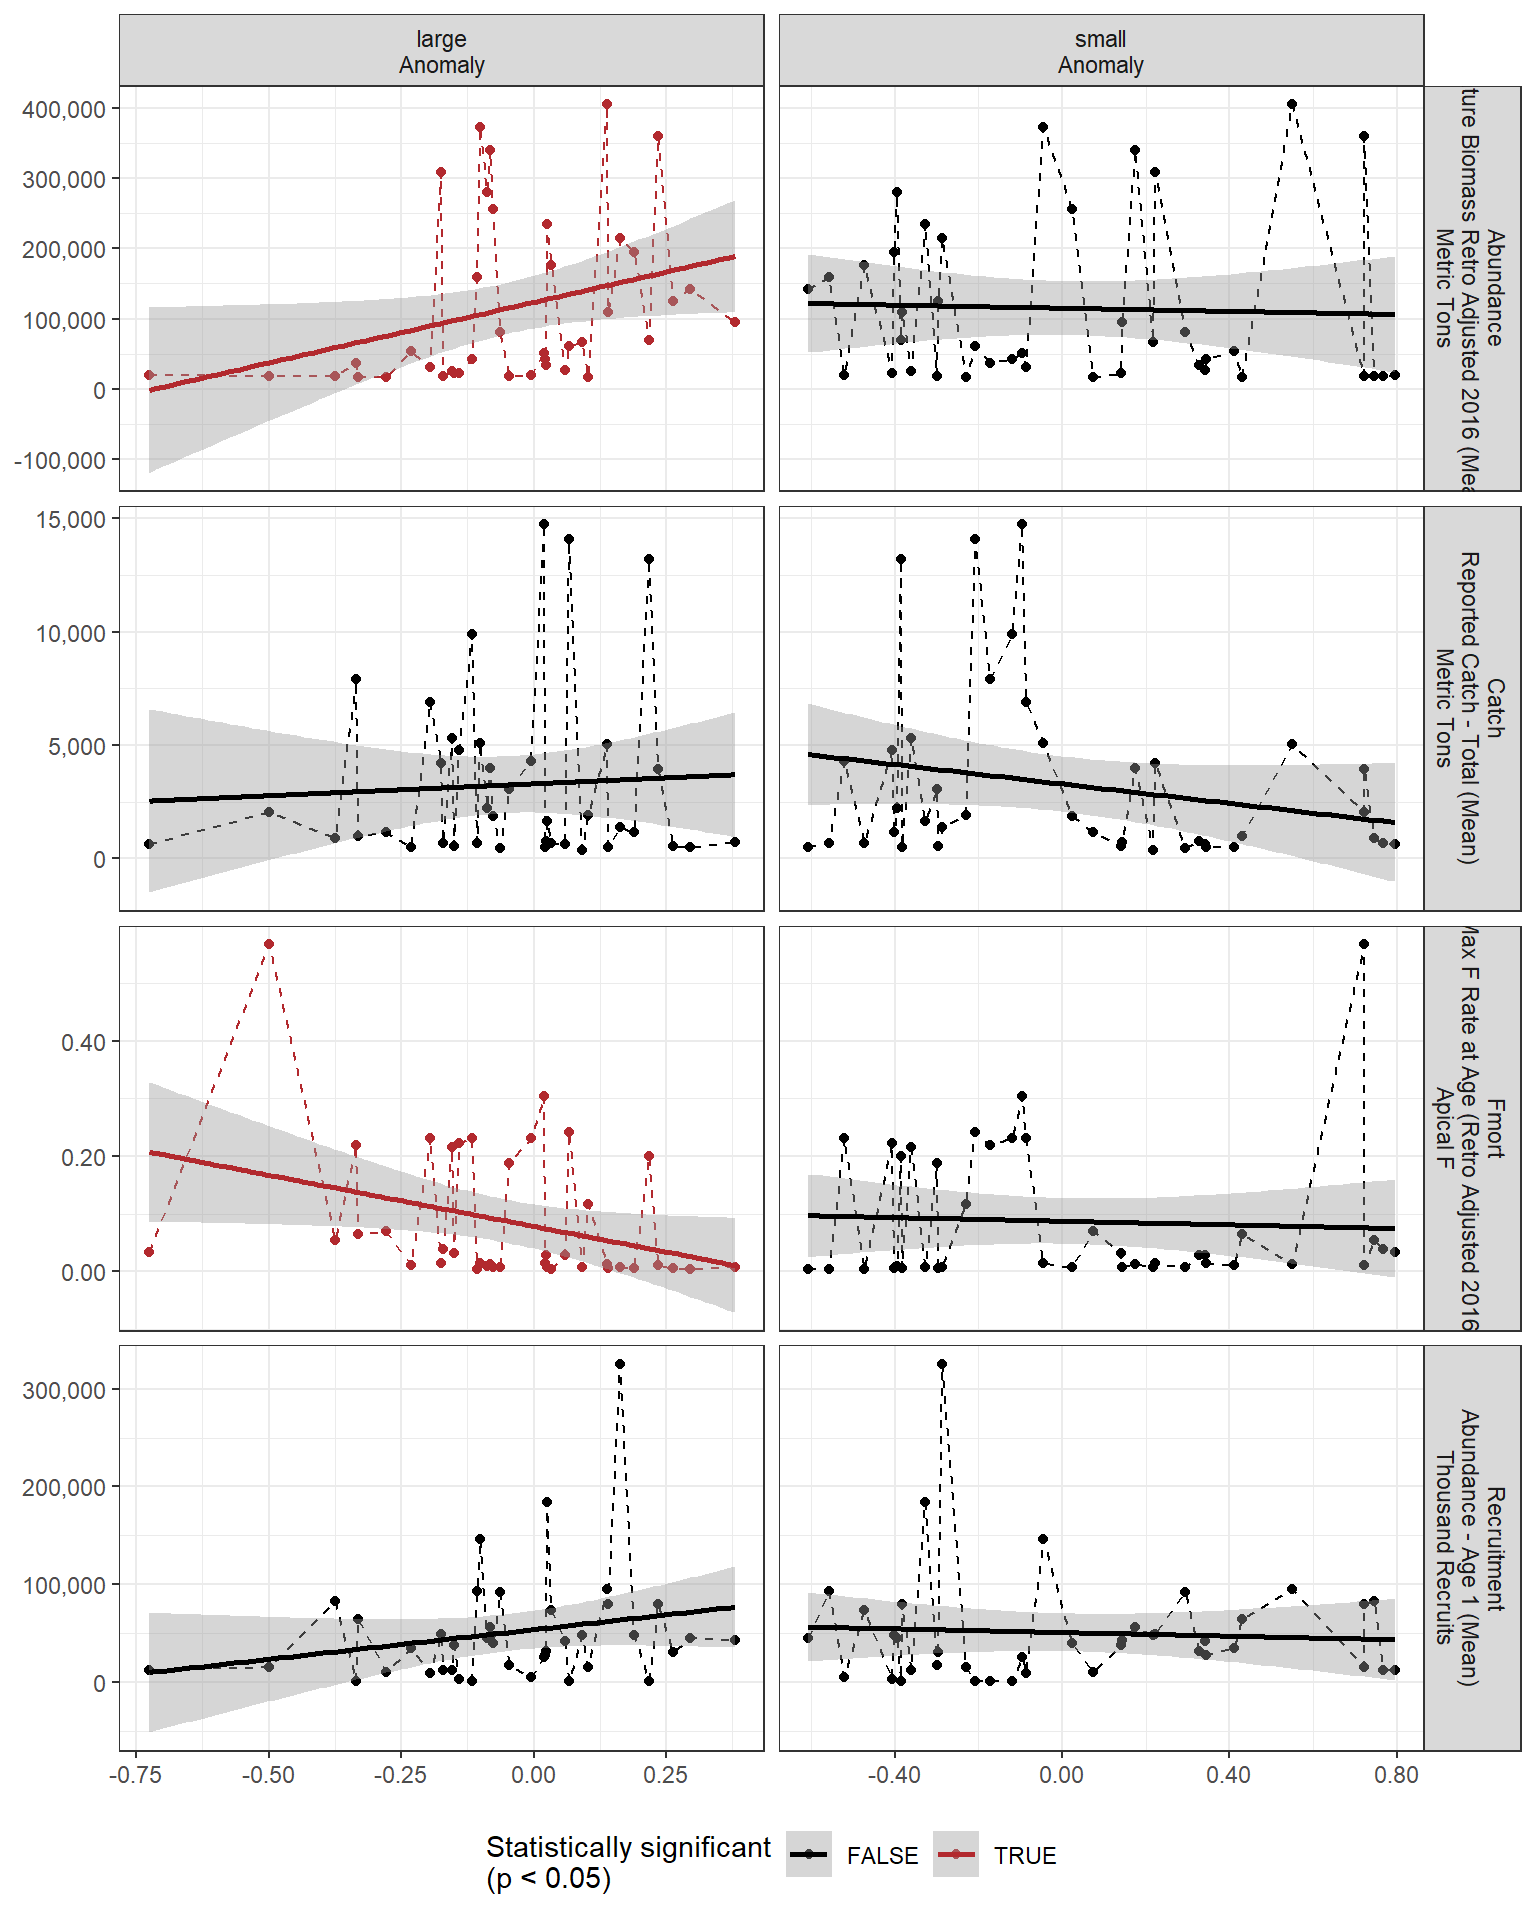 large
Anomaly
small
Anomaly
400,000
300,000
200,000
100,000
0
-100,000
Abundance
Biomass Retro Adjusted 2016
Metric Tons
15,000
10,000
5,000
0
Catch
Reported Catch - Total (Mean)
Metric Tons
0.40
0.20
0.00
Fmort
F Rate at Age (Retro Adjusted 2016
Apical F
300,000
200,000
100,000
0
Recruitment
Abundance - Age 1 (Mean)
Thousand Recruits
-0.75
-0.50
-0.25
0.00
0.25
-0.40
0.00
0.40
0.80
Statistically significant
(p < 0.05)
FALSE
TRUE